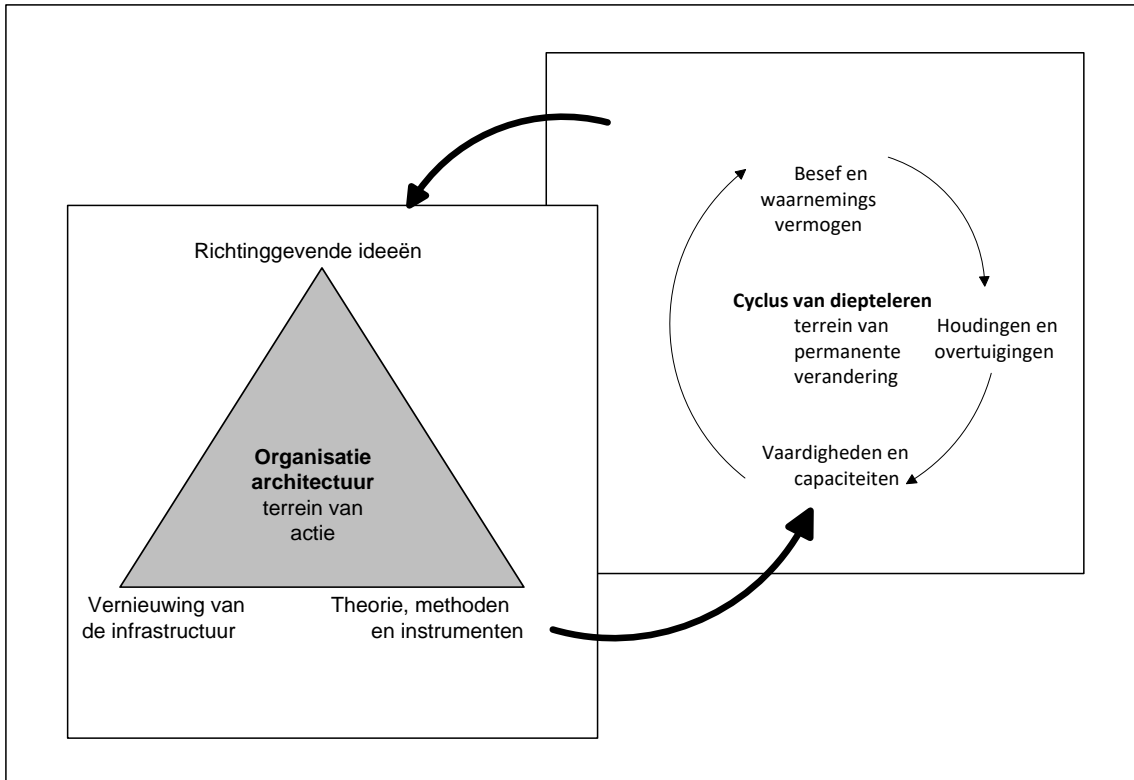 Richtinggevende ideeën
Organisatie
architectuur
terrein van
actie
Vernieuwing van
de infrastructuur
Theorie, methoden
en instrumenten
Besef en
waarnemings
vermogen
Cyclus van diepteleren
terrein van
permanente
verandering
Houdingen en
overtuigingen
Vaardigheden en
capaciteiten